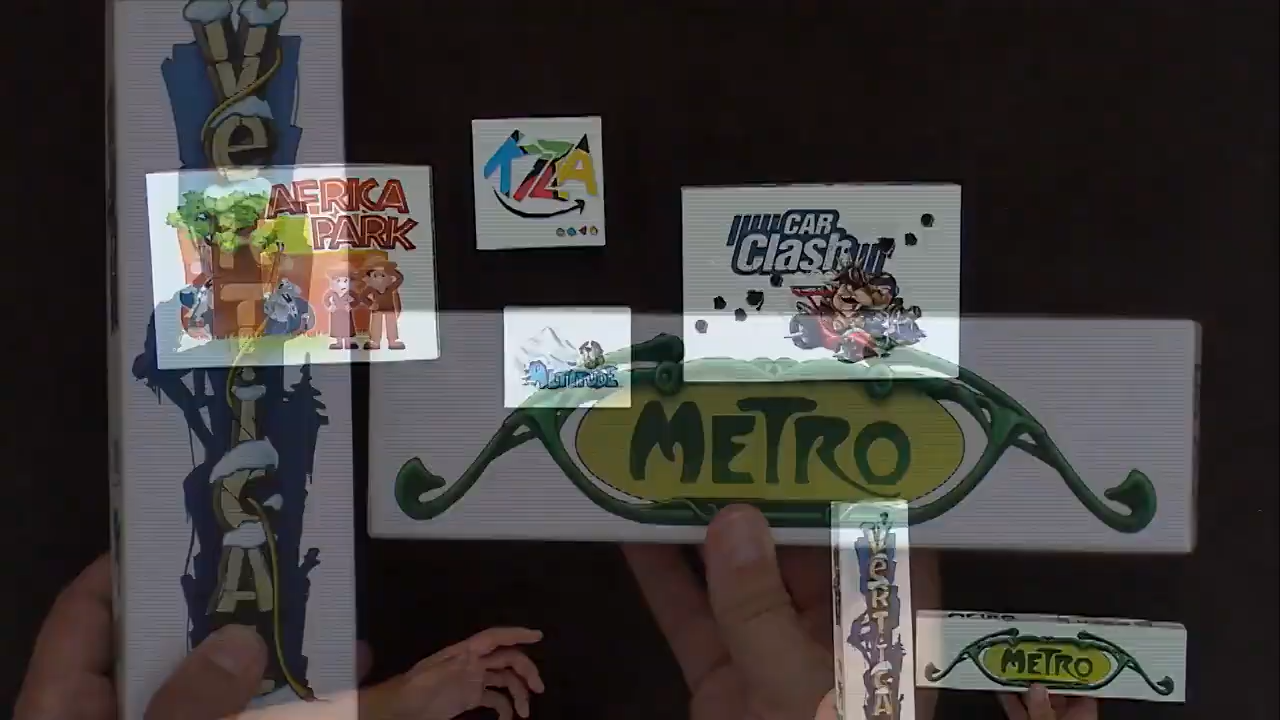 VeRTiCA
AFRICA
PARK
TZA
CAR
Clash
ALTITUDE
METRO
VeRTiCA
METRO